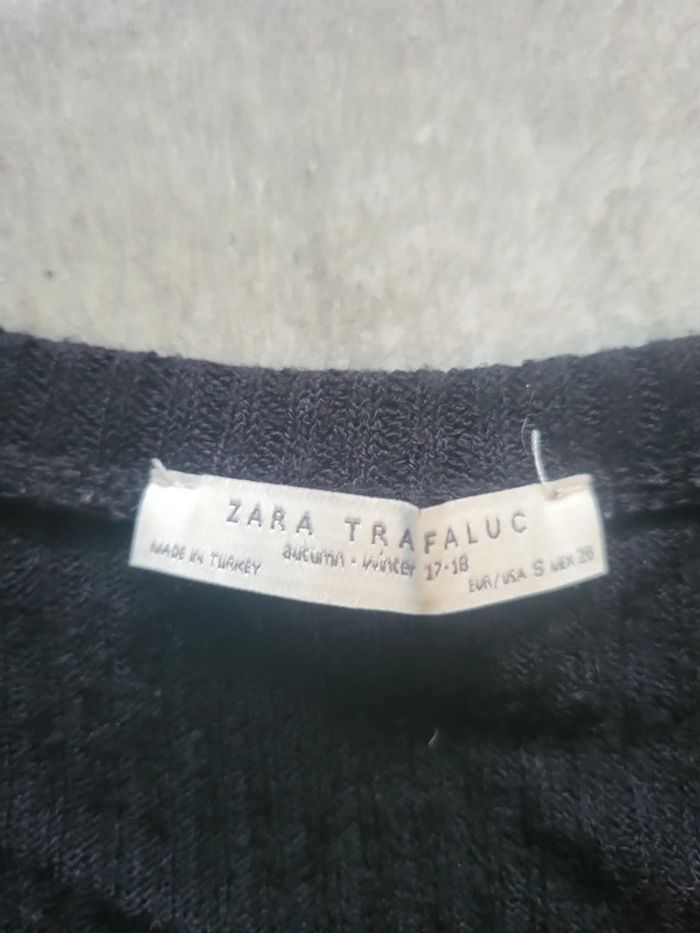 ZARA TRAFALUC
autumn - winter 17-18
MADE IN TURKEY
EUR/USA S MEX 26